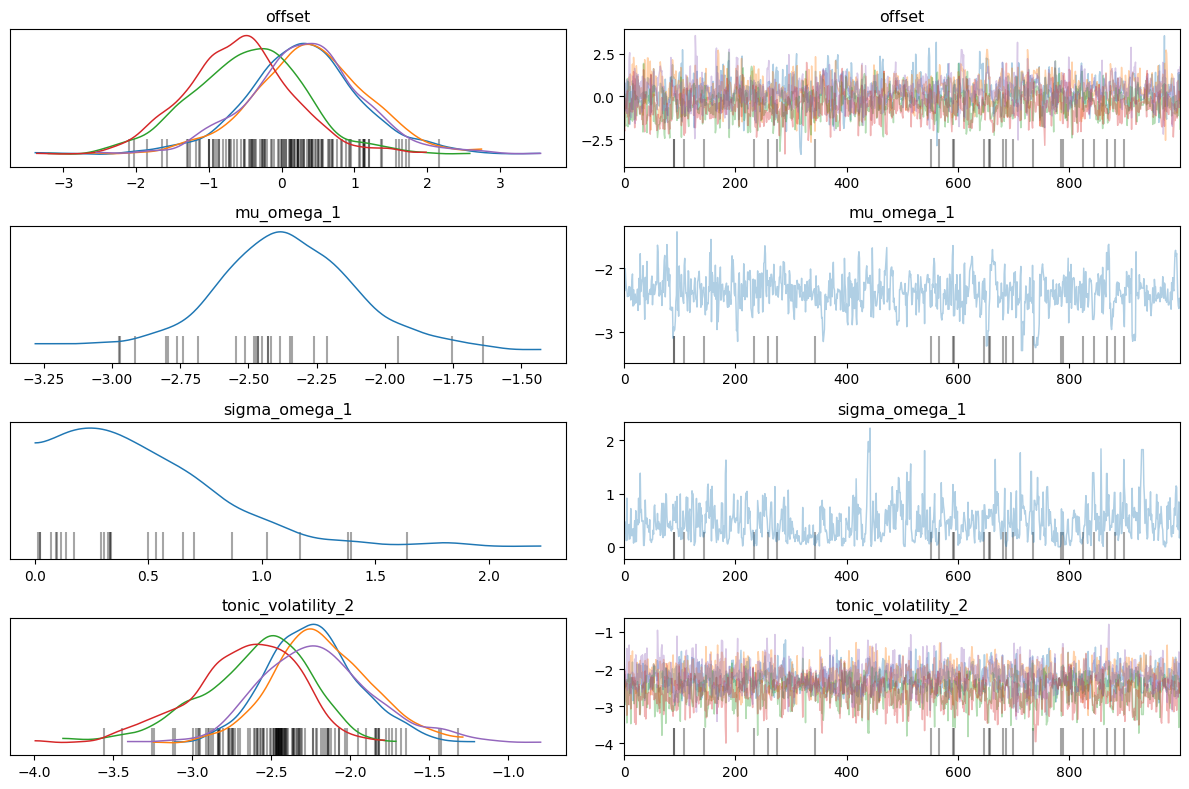 offset
offset
−3 −2 −1 0 1 2 3
2.5
0.0
−2.5
0 200 400 600 800
mu_omega_1
mu_omega_1
−3.25 −3.00 −2.75 −2.50 −2.25 −2.00 −1.75 −1.50
−2
−3
0 200 400 600 800
sigma_omega_1
sigma_omega_1
0.0 0.5 1.0 1.5 2.0
2
1
0
0 200 400 600 800
tonic_volatility_2
tonic_volatility_2
−4.0 −3.5 −3.0 −2.5 −2.0 −1.5 −1.0
−1
−2
−3
−4
0 200 400 600 800